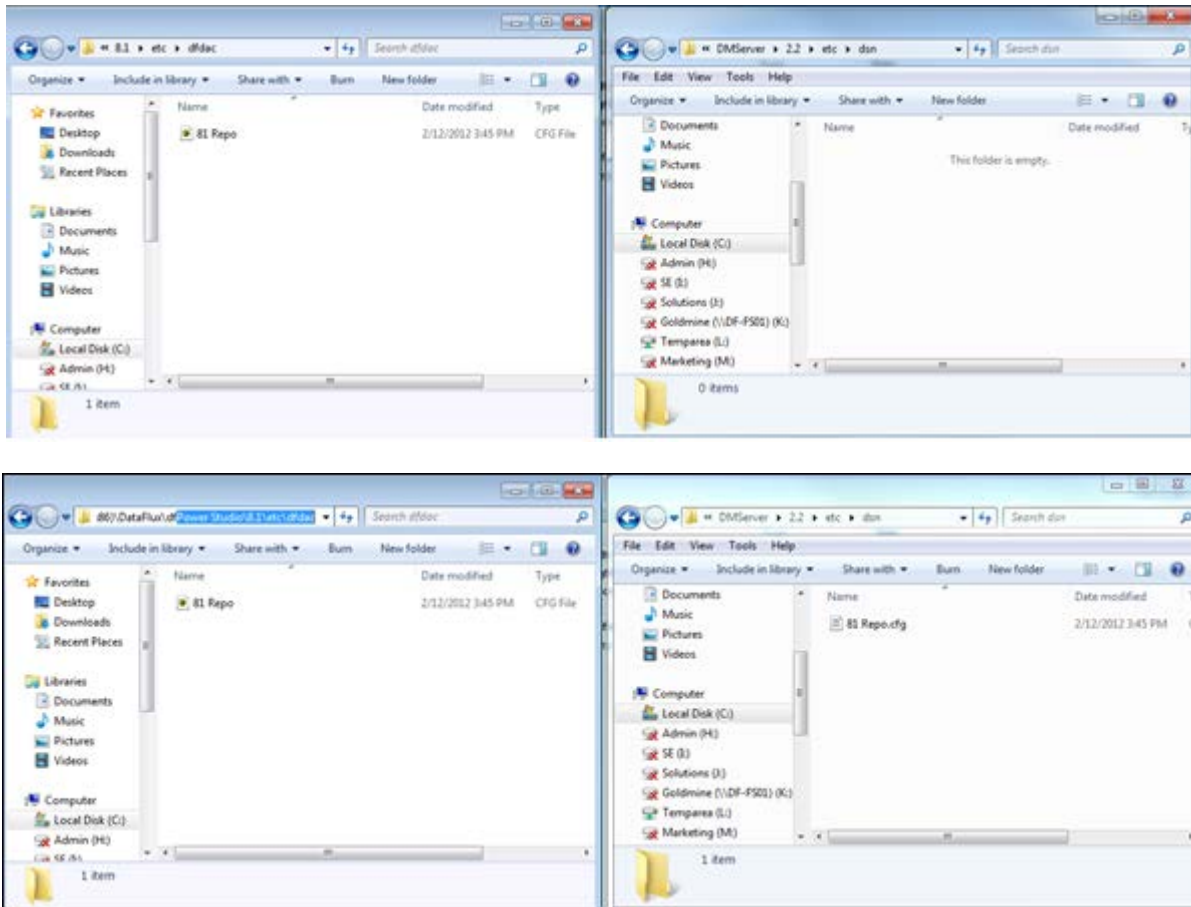 « 8.1 ▸ etc ▸ dfdac
Search dfdac
Organize
Include in library
Share with
Burn
New folder
Favorites
Desktop
Downloads
Recent Places
Libraries
Documents
Music
Pictures
Videos
Computer
Local Disk (C:)
Admin (H:)
Name
Date modified
Type
81 Repo
2/12/2012 3:45 PM
CFG File
1 item
« DMServer ▸ 2.2 ▸ etc ▸ dsn
Search dsn
File Edit View Tools Help
Organize
Include in library
Share with
New folder
Documents
Music
Pictures
Videos
Computer
Local Disk (C:)
Admin (H:)
SE (I:)
Solutions (J:)
Goldmine (\\DF-FS01) (K:)
Temparea (L:)
Marketing (M:)
Name
Date modified
This folder is empty.
0 items
86)\DataFlux\dfPower Studio\8.1\etc\dfdac
Search dfdac
Organize
Include in library
Share with
Burn
New folder
Favorites
Desktop
Downloads
Recent Places
Libraries
Documents
Music
Pictures
Videos
Computer
Local Disk (C:)
Admin (H:)
Name
Date modified
Type
81 Repo
2/12/2012 3:45 PM
CFG File
1 item
« DMServer ▸ 2.2 ▸ etc ▸ dsn
Search dsn
File Edit View Tools Help
Organize
Include in library
Share with
Burn
New folder
Documents
Music
Pictures
Videos
Computer
Local Disk (C:)
Admin (H:)
SE (I:)
Solutions (J:)
Goldmine (\\DF-FS01) (K:)
Temparea (L:)
Marketing (M:)
Name
Date modified
81 Repo.cfg
2/12/2012 3:45 PM
1 item